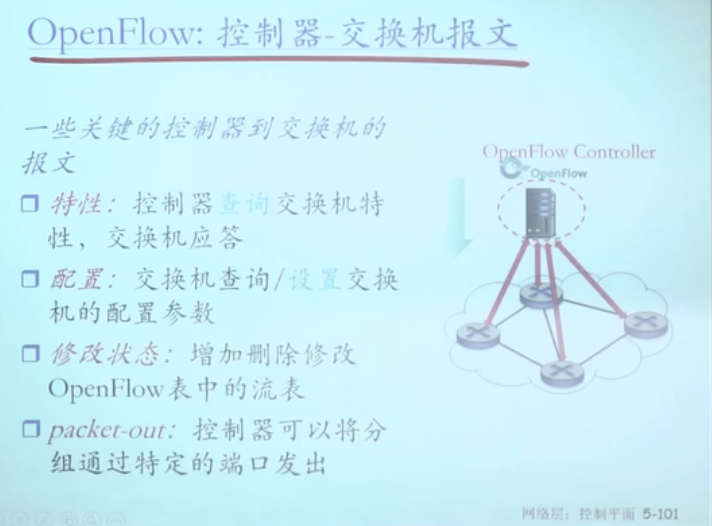 OpenFlow: 控制器-交换机报文
一些关键的控制器到交换机的
报文
特性：控制器查询交换机特
性，交换机应答
配置：交换机查询/设置交换
机的配置参数
修改状态：增加删除修改
OpenFlow表中的流表
packet-out：控制器可以将分
组通过特定的端口发出
OpenFlow Controller
OpenFlow
网络层：控制平面 5-101